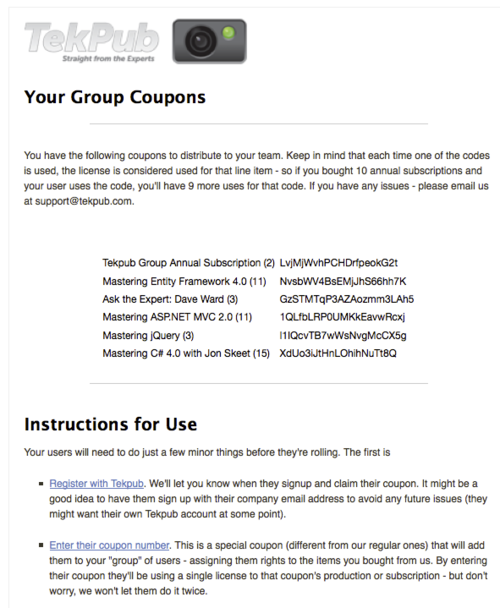 TekPub
Straight from the Experts
Your Group Coupons
You have the following coupons to distribute to your team. Keep in mind that each time one of the codes
is used, the license is considered used for that line item - so if you bought 10 annual subscriptions and
your user uses the code, you'll have 9 more uses for that code. If you have any issues - please email us
at support@tekpub.com.
Tekpub Group Annual Subscription (2) LvjMjWvhPCHDrfpeokG2t
Mastering Entity Framework 4.0 (11) NvsbWV4BsEMjJhS66hh7K
Ask the Expert: Dave Ward (3) GzSTMTqP3AZAozmm3LAh5
Mastering ASP.NET MVC 2.0 (11) 1QLfbLRP0UMKkEavwRcxj
Mastering jQuery (3) I1IQcvTB7wWsNvgMcCX5g
Mastering C# 4.0 with Jon Skeet (15) XdUo3iJtHnLOhihNuTt8Q
Instructions for Use
Your users will need to do just a few minor things before they're rolling. The first is
Register with Tekpub. We'll let you know when they signup and claim their coupon. It might be a
good idea to have them sign up with their company email address to avoid any future issues (they
might want their own Tekpub account at some point).
Enter their coupon number. This is a special coupon (different from our regular ones) that will add
them to your "group" of users - assigning them rights to the items you bought from us. By entering
their coupon they'll be using a single license to that coupon's production or subscription - but don't
worry, we won't let them do it twice.